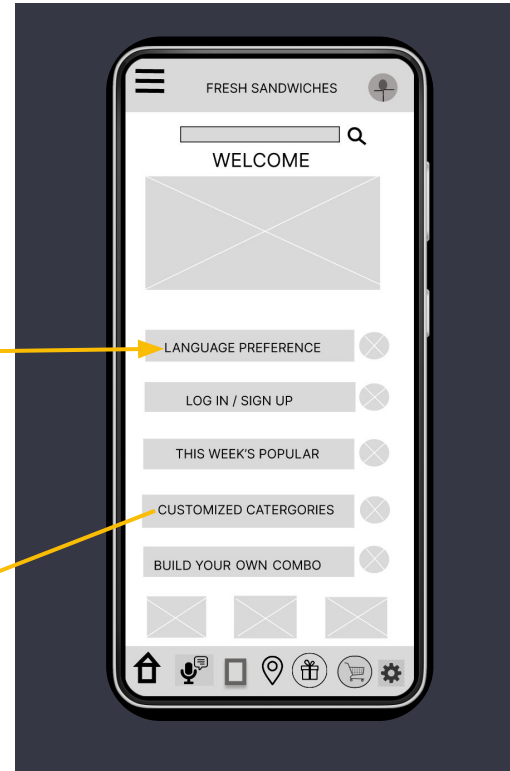 FRESH SANDWICHES
WELCOME
LANGUAGE PREFERENCE
LOG IN / SIGN UP
THIS WEEK'S POPULAR
CUSTOMIZED CATERGORIES
BUILD YOUR OWN COMBO